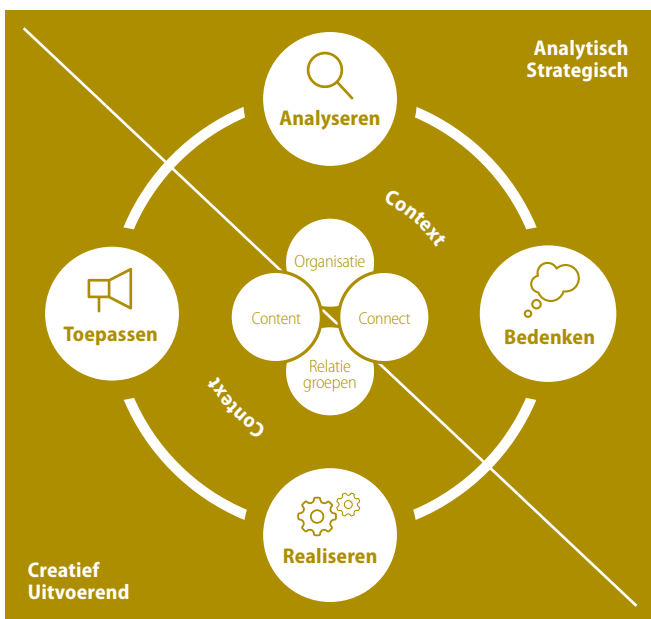 Analytisch
Strategisch
Analyseren
Context
Organisatie
Content
Connect
Relatie
groepen
Toepassen
Bedenken
Context
Realiseren
Creatief
Uitvoerend